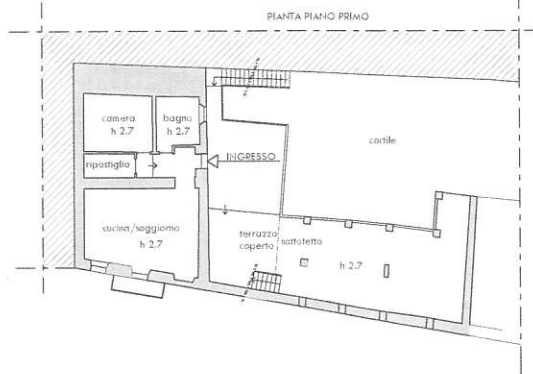 PIANTA PIANO PRIMO
camera
h 2.7
bagno
h 2.7
cortile
ripostiglio
INGRESSO
cucina/soggiorno
h 2.7
terrazzo
coperto
sottotetto
h 2.7